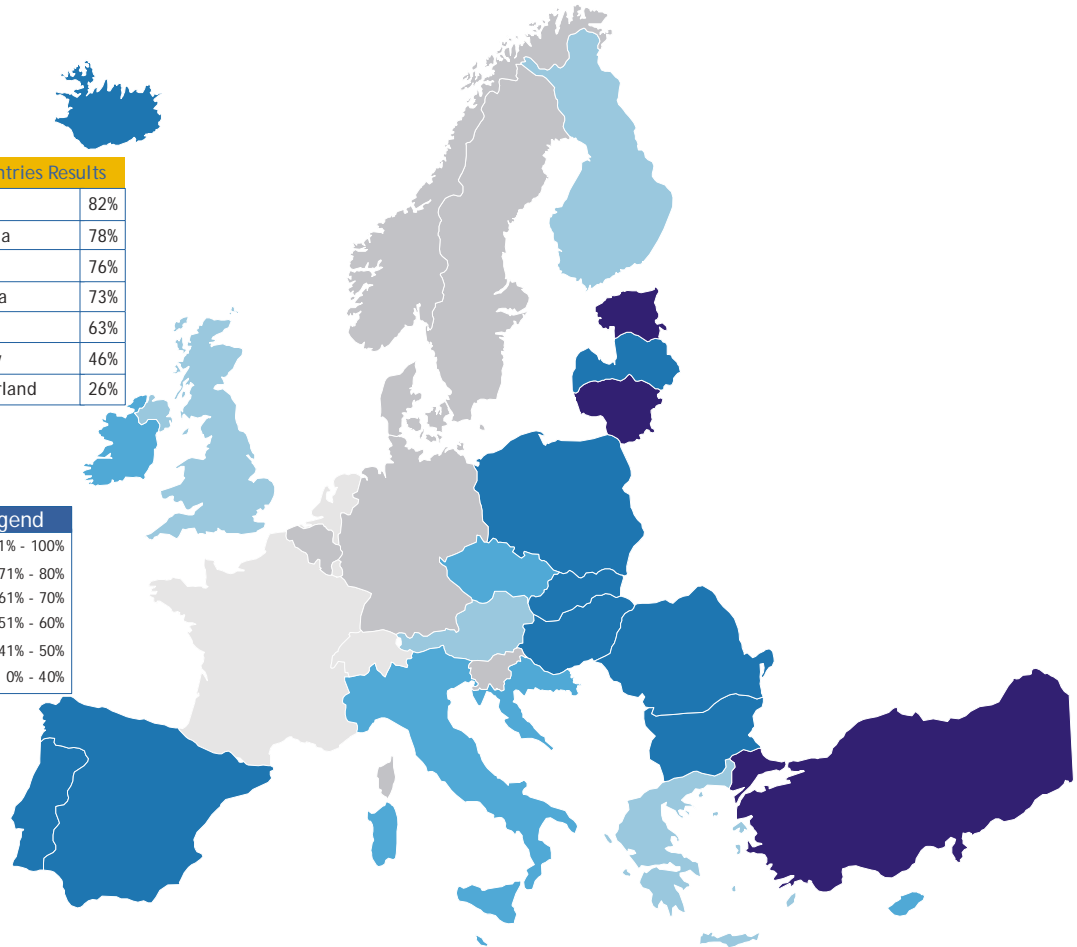 ntries Results
82%
a 78%
76%
a 73%
63%
46%
rland 26%
gend
1% - 100%
71% - 80%
61% - 70%
51% - 60%
41% - 50%
0% - 40%